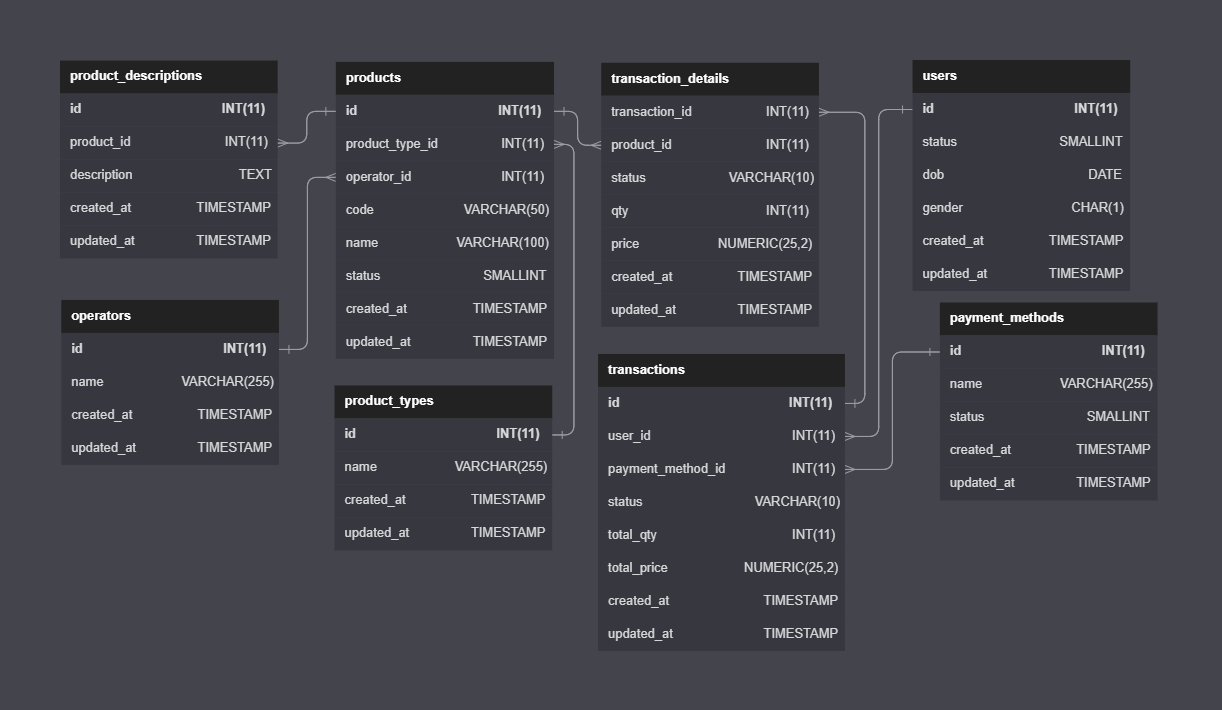 product_descriptions
id INT(11)
product_id INT(11)
description TEXT
created_at TIMESTAMP
updated_at TIMESTAMP
operators
id INT(11)
name VARCHAR(255)
created_at TIMESTAMP
updated_at TIMESTAMP
products
id INT(11)
product_type_id INT(11)
operator_id INT(11)
code VARCHAR(50)
name VARCHAR(100)
status SMALLINT
created_at TIMESTAMP
updated_at TIMESTAMP
product_types
id INT(11)
name VARCHAR(255)
created_at TIMESTAMP
updated_at TIMESTAMP
transaction_details
transaction_id INT(11)
product_id INT(11)
status VARCHAR(10)
qty INT(11)
price NUMERIC(25,2)
created_at TIMESTAMP
updated_at TIMESTAMP
transactions
id INT(11)
user_id INT(11)
payment_method_id INT(11)
status VARCHAR(10)
total_qty INT(11)
total_price NUMERIC(25,2)
created_at TIMESTAMP
updated_at TIMESTAMP
users
id INT(11)
status SMALLINT
dob DATE
gender CHAR(1)
created_at TIMESTAMP
updated_at TIMESTAMP
payment_methods
id INT(11)
name VARCHAR(255)
status SMALLINT
created_at TIMESTAMP
updated_at TIMESTAMP